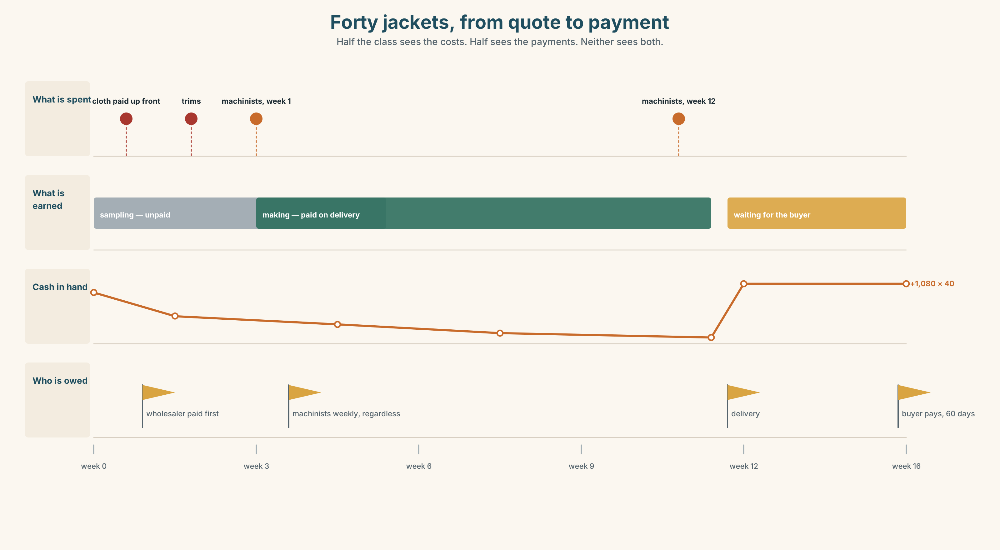 Forty jackets, from quote to payment
Half the class sees the costs. Half sees the payments. Neither sees both.
What is spent
cloth paid up front
trims
machinists, week 1
machinists, week 12
What is
earned
sampling — unpaid
making — paid on delivery
waiting for the buyer
Cash in hand
+1,080 × 40
Who is owed
wholesaler paid first
machinists weekly, regardless
delivery
buyer pays, 60 days
week 0
week 3
week 6
week 9
week 12
week 16